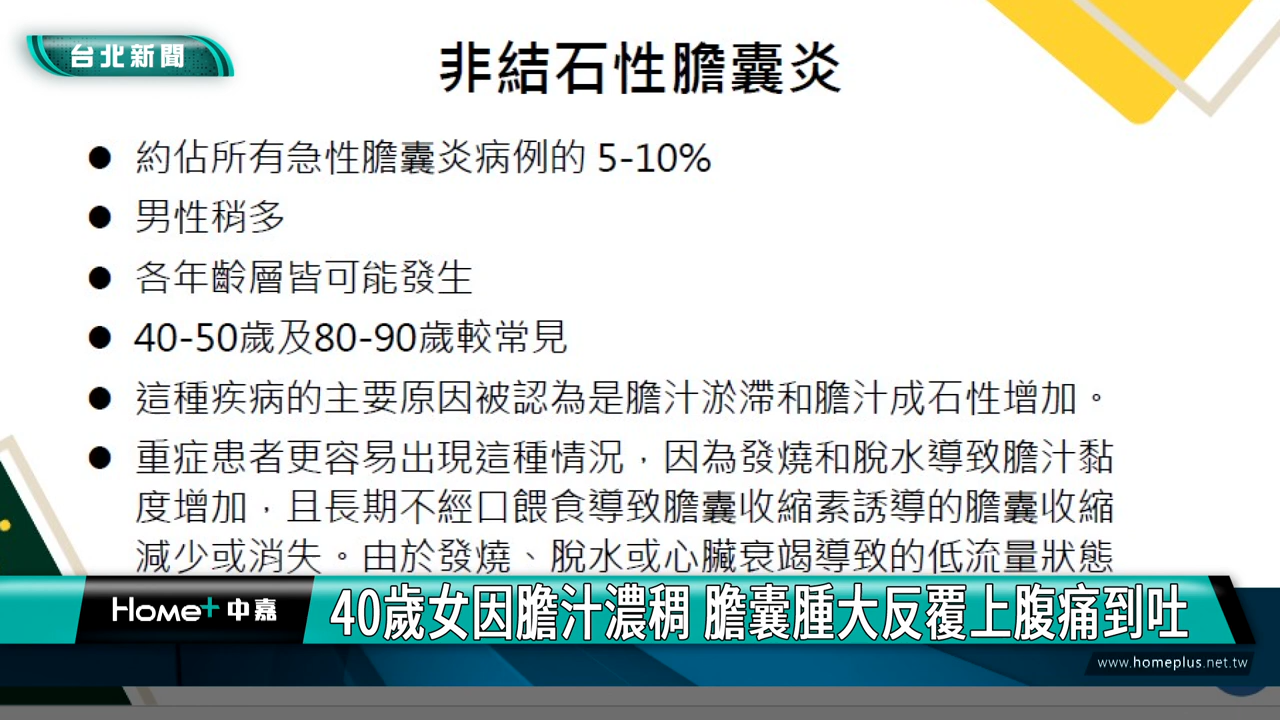 台北新聞
非結石性膽囊炎
● 約佔所有急性膽囊炎病例的 5-10%
● 男性稍多
● 各年齡層皆可能發生
● 40-50歲及80-90歲較常見
● 這種疾病的主要原因被認為是膽汁淤滯和膽汁成石性增加。
● 重症患者更容易出現這種情況，因為發燒和脫水導致膽汁黏
度增加，且長期不經口餵食導致膽囊收縮素誘導的膽囊收縮
減少或消失。由於發燒、脫水或心臟衰竭導致的低流量狀態
Home+ 中嘉
40歲女因膽汁濃稠 膽囊腫大反覆上腹痛到吐
www.homeplus.net.tw